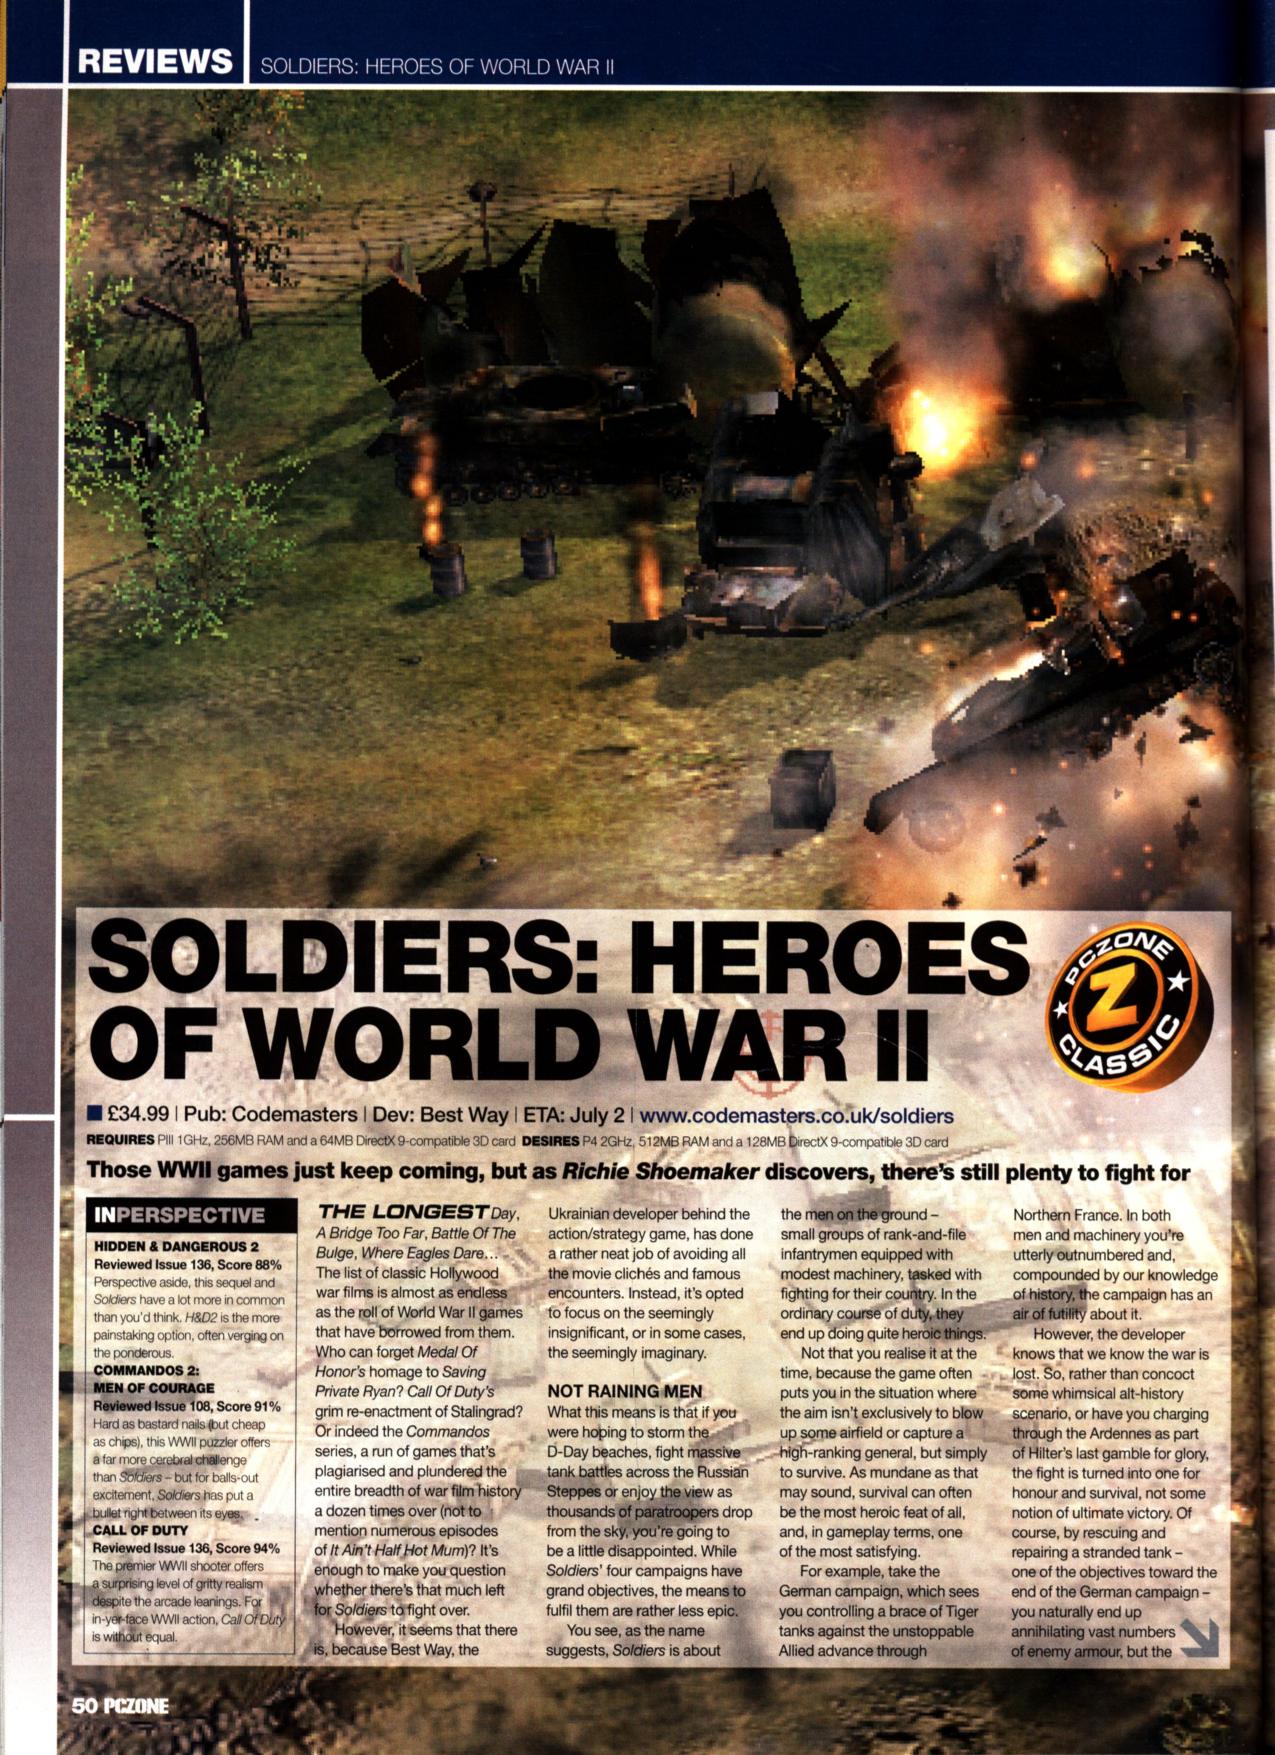 REVIEWS
SOLDIERS: HEROES OF WORLD WAR II
SOLDIERS: HEROES
OF WORLD WAR II
PCZONE
Z
CLASSIC
£34.99 | Pub: Codemasters | Dev: Best Way | ETA: July 2 | www.codemasters.co.uk/soldiers
REQUIRES PIII 1GHz, 256MB RAM and a 64MB DirectX 9-compatible 3D card DESIRES P4 2GHz, 512MB RAM and a 128MB DirectX 9-compatible 3D card
Those WWII games just keep coming, but as Richie Shoemaker discovers, there's still plenty to fight for
INPERSPECTIVE
HIDDEN & DANGEROUS 2
Reviewed Issue 136, Score 88%
Perspective aside, this sequel and
Soldiers have a lot more in common
than you'd think. H&D2 is the more
painstaking option, often verging on
the ponderous.
COMMANDOS 2:
MEN OF COURAGE
Reviewed Issue 108, Score 91%
Hard as bastard nails (but cheap
as chips), this WWII puzzler offers
a far more cerebral challenge
than Soldiers – but for balls-out
excitement, Soldiers has put a
bullet right between its eyes.
CALL OF DUTY
Reviewed Issue 136, Score 94%
The premier WWII shooter offers
a surprising level of gritty realism
despite the arcade leanings. For
in-yer-face WWII action, Call Of Duty
is without equal.
THE LONGEST Day,
A Bridge Too Far, Battle Of The
Bulge, Where Eagles Dare...
The list of classic Hollywood
war films is almost as endless
as the roll of World War II games
that have borrowed from them.
Who can forget Medal Of
Honor's homage to Saving
Private Ryan? Call Of Duty's
grim re-enactment of Stalingrad?
Or indeed the Commandos
series, a run of games that's
plagiarised and plundered the
entire breadth of war film history
a dozen times over (not to
mention numerous episodes
of It Ain't Half Hot Mum)? It's
enough to make you question
whether there's that much left
for Soldiers to fight over.
However, it seems that there
is, because Best Way, the
Ukrainian developer behind the
action/strategy game, has done
a rather neat job of avoiding all
the movie clichés and famous
encounters. Instead, it's opted
to focus on the seemingly
insignificant, or in some cases,
the seemingly imaginary.
NOT RAINING MEN
What this means is that if you
were hoping to storm the
D-Day beaches, fight massive
tank battles across the Russian
Steppes or enjoy the view as
thousands of paratroopers drop
from the sky, you're going to
be a little disappointed. While
Soldiers' four campaigns have
grand objectives, the means to
fulfil them are rather less epic.
You see, as the name
suggests, Soldiers is about
the men on the ground –
small groups of rank-and-file
infantrymen equipped with
modest machinery, tasked with
fighting for their country. In the
ordinary course of duty, they
end up doing quite heroic things.
Not that you realise it at the
time, because the game often
puts you in the situation where
the aim isn't exclusively to blow
up some airfield or capture a
high-ranking general, but simply
to survive. As mundane as that
may sound, survival can often
be the most heroic feat of all,
and, in gameplay terms, one
of the most satisfying.
For example, take the
German campaign, which sees
you controlling a brace of Tiger
tanks against the unstoppable
Allied advance through
Northern France. In both
men and machinery you're
utterly outnumbered and,
compounded by our knowledge
of history, the campaign has an
air of futility about it.
However, the developer
knows that we know the war is
lost. So, rather than concoct
some whimsical alt-history
scenario, or have you charging
through the Ardennes as part
of Hilter's last gamble for glory,
the fight is turned into one for
honour and survival, not some
notion of ultimate victory. Of
course, by rescuing and
repairing a stranded tank –
one of the objectives toward the
end of the German campaign –
you naturally end up
annihilating vast numbers
of enemy armour, but the
50 PCZONE